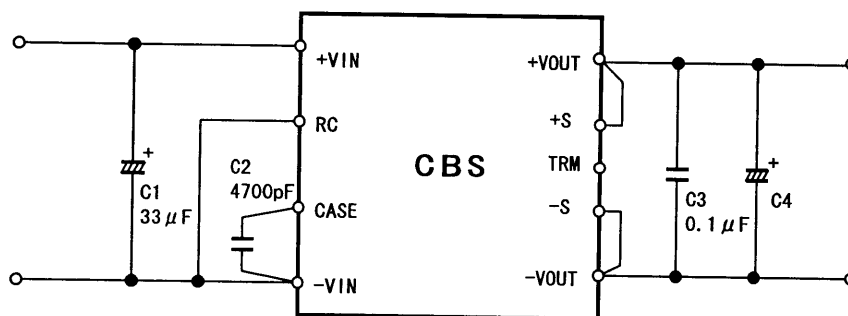 +VIN
+VOUT
RC
+S
CBS
C2
4700pF
TRM
+
C1
33μF
+
C3
0.1μF
C4
CASE
-S
-VIN
-VOUT